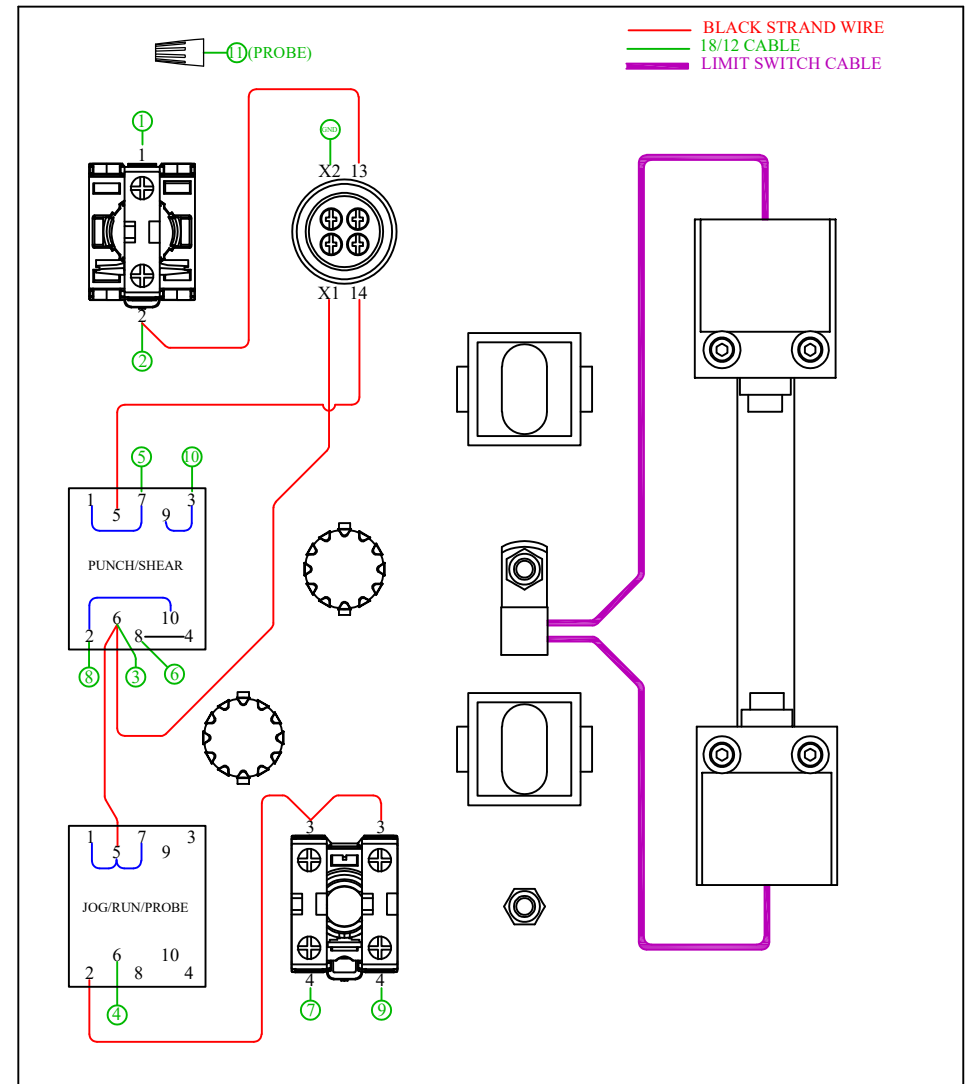 BLACK STRAND WIRE
18/12 CABLE
LIMIT SWITCH CABLE
11 (PROBE)
1
1
GND
X2 13
X1 14
2
2
5 10
1 5 7 9 3
PUNCH/SHEAR
2 6 8 10 4
8 3 6
1 5 7 9 3
JOG/RUN/PROBE
2 6 8 10 4
4
3 3
4 4
7 9